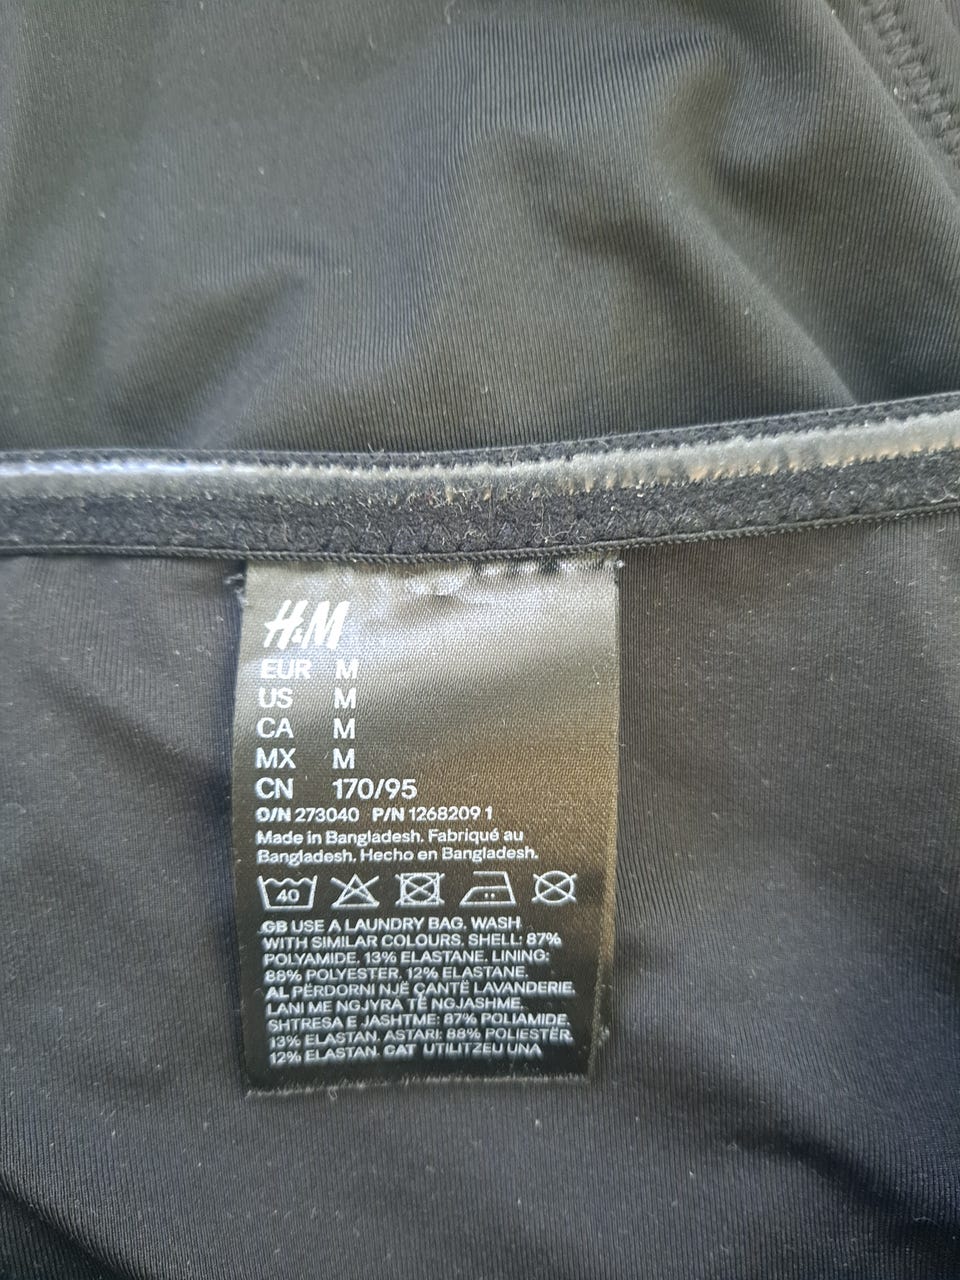 H&M
EUR M
US M
CA M
MX M
CN 170/95
O/N 273040 P/N 1268209 1
Made in Bangladesh. Fabriqué au
Bangladesh. Hecho en Bangladesh.
40
GB USE A LAUNDRY BAG. WASH
WITH SIMILAR COLOURS. SHELL: 87%
POLYAMIDE. 13% ELASTANE. LINING:
88% POLYESTER. 12% ELASTANE.
AL PËRDORNI NJË ÇANTË LAVANDERIE.
LANI ME NGJYRA TË NGJASHME.
SHTRESA E JASHTME: 87% POLIAMIDE.
13% ELASTAN. ASTARI: 88% POLIESTËR.
12% ELASTAN. CAT UTILITZEU UNA